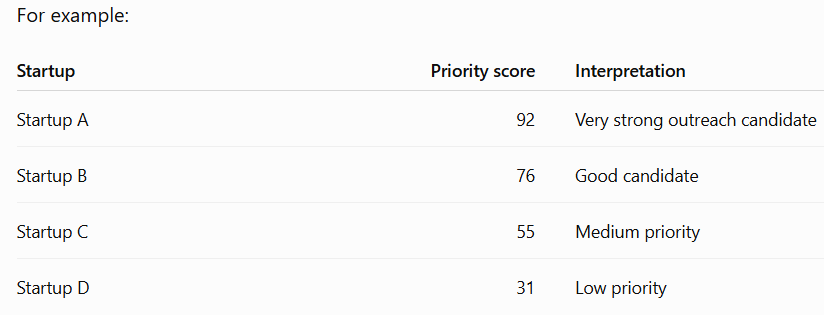 For example:
Startup Priority score Interpretation
Startup A 92 Very strong outreach candidate
Startup B 76 Good candidate
Startup C 55 Medium priority
Startup D 31 Low priority